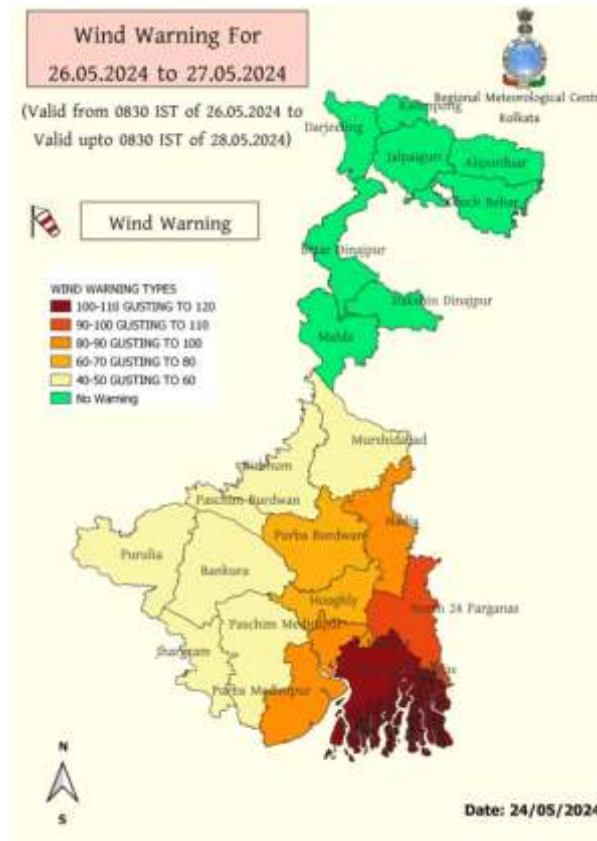 Wind Warning For
26.05.2024 to 27.05.2024
(Valid from 0830 IST of 26.05.2024 to
Valid upto 0830 IST of 28.05.2024)
Regional Meteorological Centr
Kolkata
Wind Warning
WIND WARNING TYPES
100-110 GUSTING TO 120
90-100 GUSTING TO 110
80-90 GUSTING TO 100
60-70 GUSTING TO 80
40-50 GUSTING TO 60
No Warning
Darjeeling
Kalimpong
Jalpaiguri
Alipurduar
Cooch Behar
Uttar Dinajpur
Dakshin Dinajpur
Malda
Murshidabad
Birbhum
Paschim Burdwan
Purba Burdwan
Nadia
Purulia
Bankura
Hooghly
North 24 Parganas
Paschim Medinipur
Jhargram
Purba Medinipur
N
S
Date: 24/05/2024